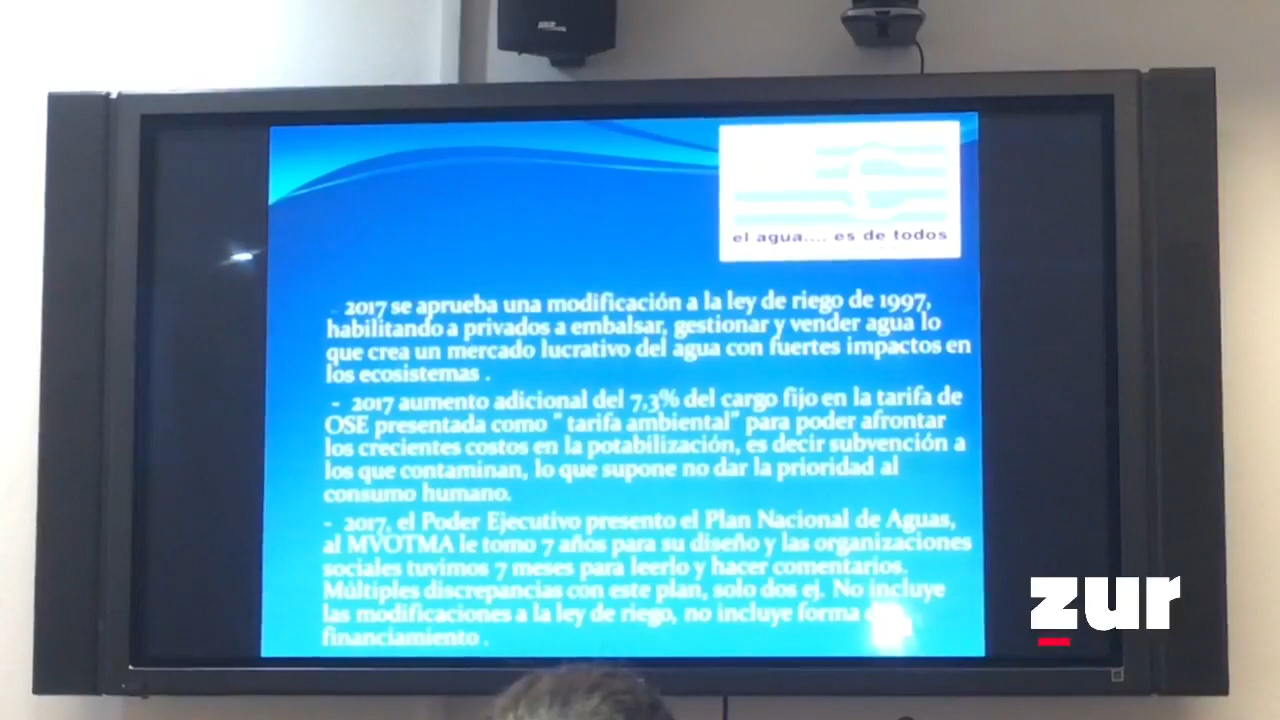 el agua.... es de todos
- 2017 se aprueba una modificación a la ley de riego de 1997,
habilitando a privados a embalsar, gestionar y vender agua lo
que crea un mercado lucrativo del agua con fuertes impactos en
los ecosistemas .
- 2017 aumento adicional del 7,3% del cargo fijo en la tarifa de
OSE presentada como " tarifa ambiental" para poder afrontar
los crecientes costos en la potabilización, es decir subvención a
los que contaminan, lo que supone no dar la prioridad al
consumo humano.
- 2017, el Poder Ejecutivo presento el Plan Nacional de Aguas,
al MVOTMA le tomo 7 años para su diseño y las organizaciones
sociales tuvimos 7 meses para leerlo y hacer comentarios.
Múltiples discrepancias con este plan, solo dos ej. No incluye
las modificaciones a la ley de riego, no incluye forma
financiamiento .
zur